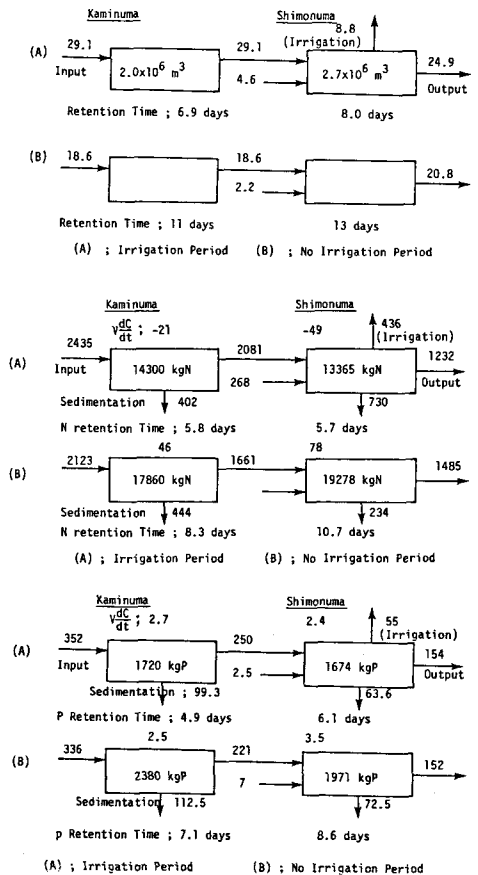 Kaminuma Shimonuma
8.8
(Irrigation)
(A) 29.1 29.1 24.9
Input 2.0x10⁶ m³ 4.6 2.7x10⁶ m³ Output
Retention Time ; 6.9 days 8.0 days
(B) 18.6 18.6 20.8
2.2
Retention Time ; 11 days 13 days
(A) ; Irrigation Period (B) ; No Irrigation Period
Kaminuma Shimonuma
V dC/dt ; -21 -49 436
(Irrigation)
(A) 2435 2081 1232
Input 14300 kgN 268 13365 kgN Output
Sedimentation 402 730
N retention Time ; 5.8 days 5.7 days
46 78
(B) 2123 1661 1485
17860 kgN 19278 kgN
Sedimentation 444 234
N retention Time ; 8.3 days 10.7 days
(A) ; Irrigation Period (B) ; No Irrigation Period
Kaminuma Shimonuma
V dC/dt ; 2.7 2.4 55
(Irrigation)
(A) 352 250 154
Input 1720 kgP 2.5 1674 kgP Output
Sedimentation ; 99.3 63.6
P Retention Time ; 4.9 days 6.1 days
2.5 3.5
(B) 336 221 152
2380 kgP 7 1971 kgP
Sedimentation 112.5 72.5
p Retention Time ; 7.1 days 8.6 days
(A) ; Irrigation Period (B) ; No Irrigation Period